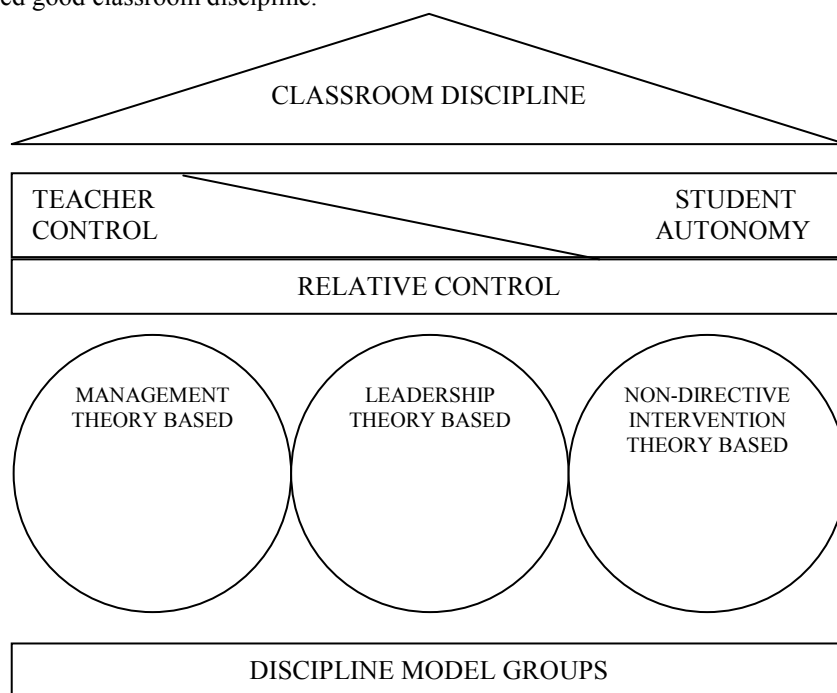 ed good classroom discipline.
CLASSROOM DISCIPLINE
TEACHER
CONTROL
STUDENT
AUTONOMY
RELATIVE CONTROL
MANAGEMENT
THEORY BASED
LEADERSHIP
THEORY BASED
NON-DIRECTIVE
INTERVENTION
THEORY BASED
DISCIPLINE MODEL GROUPS